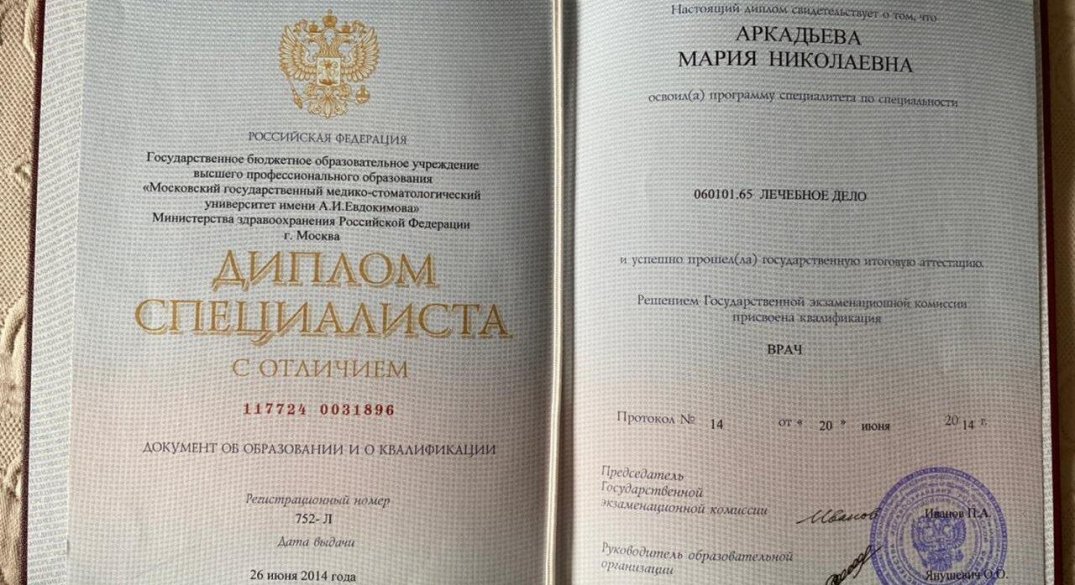 РОССИЙСКАЯ ФЕДЕРАЦИЯ
Государственное бюджетное образовательное учреждение
высшего профессионального образования
«Московский государственный медико-стоматологический
университет имени А.И.Евдокимова»
Министерства здравоохранения Российской Федерации
г. Москва
ДИПЛОМ
СПЕЦИАЛИСТА
С ОТЛИЧИЕМ
117724 0031896
ДОКУМЕНТ ОБ ОБРАЗОВАНИИ И О КВАЛИФИКАЦИИ
Регистрационный номер
752- Л
Дата выдачи
26 июня 2014 года
Настоящий диплом свидетельствует о том, что
АРКАДЬЕВА
МАРИЯ НИКОЛАЕВНА
освоил(а) программу специалитета по специальности
060101.65 ЛЕЧЕБНОЕ ДЕЛО
и успешно прошел(ла) государственную итоговую аттестацию.
Решением Государственной экзаменационной комиссии
присвоена квалификация
ВРАЧ
Протокол № 14 от « 20 » июня 2014 г.
Председатель
Государственной
экзаменационной комиссии Иванов Иванов П.А.
Руководитель образовательной
организации Янушевич О.О.